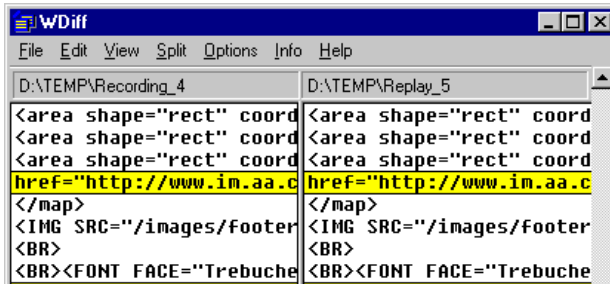 WDiff
File Edit View Split Options Info Help
D:\TEMP\Recording_4 D:\TEMP\Replay_5
<area shape="rect" coord <area shape="rect" coord
<area shape="rect" coord <area shape="rect" coord
<area shape="rect" coord <area shape="rect" coord
href="http://www.im.aa.c href="http://www.im.aa.c
</map> </map>
<IMG SRC="/images/footer <IMG SRC="/images/footer
<BR> <BR>
<BR><FONT FACE="Trebuche <BR><FONT FACE="Trebuche